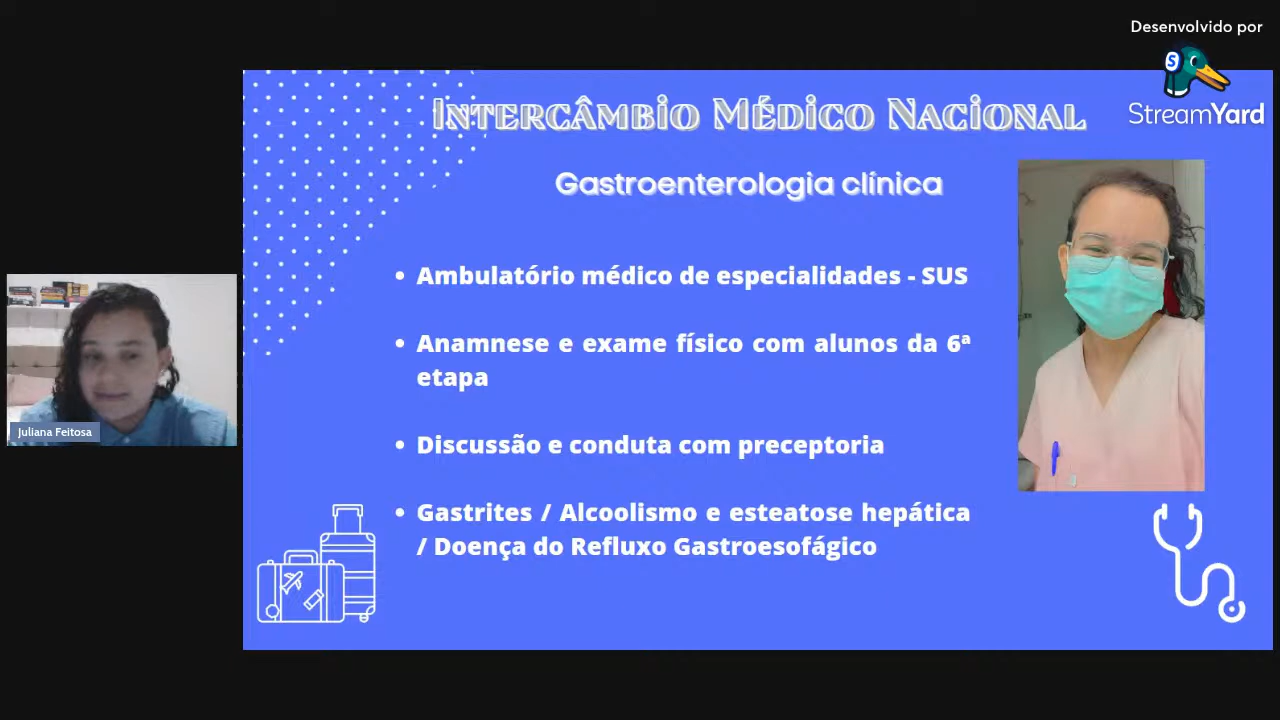 Desenvolvido por
S
StreamYard
Intercâmbio Médico Nacional
Gastroenterologia clínica
• Ambulatório médico de especialidades - SUS
• Anamnese e exame físico com alunos da 6ª
etapa
• Discussão e conduta com preceptoria
• Gastrites / Alcoolismo e esteatose hepática
/ Doença do Refluxo Gastroesofágico
Juliana Feitosa